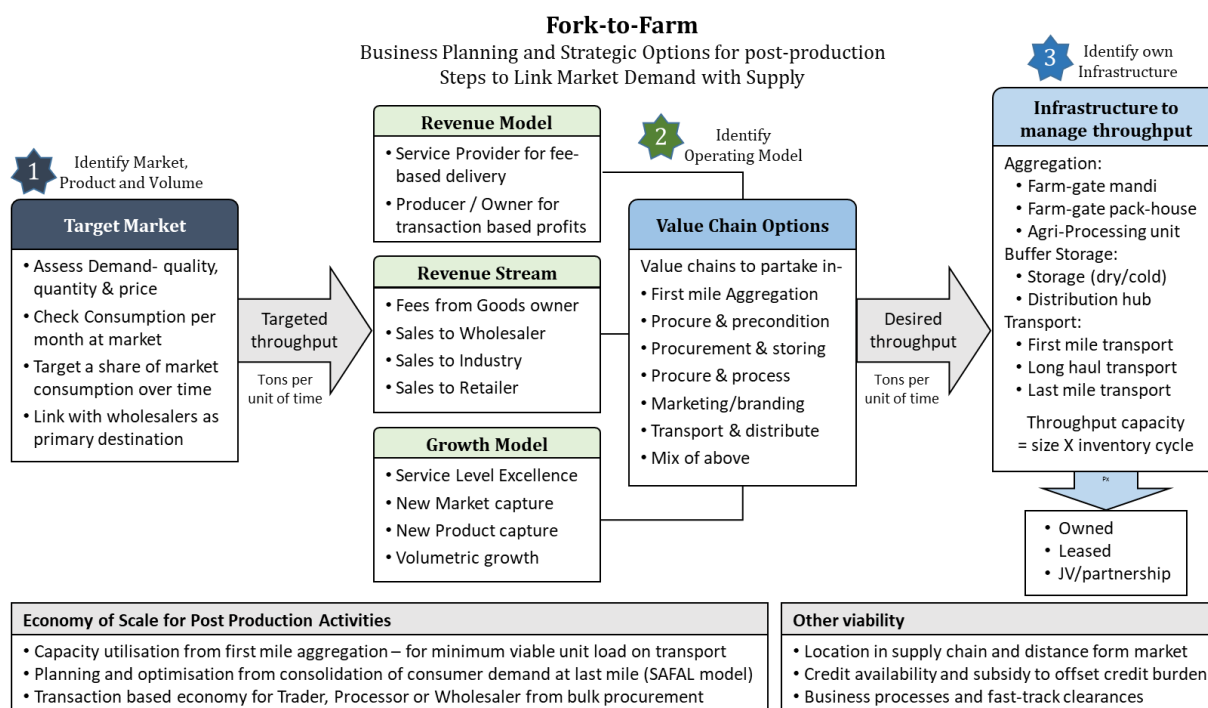 Fork-to-Farm
Business Planning and Strategic Options for post-production
Steps to Link Market Demand with Supply
1
Identify Market,
Product and Volume
Target Market
• Assess Demand- quality,
quantity & price
• Check Consumption per
month at market
• Target a share of market
consumption over time
• Link with wholesalers as
primary destination
Targeted
throughput
Tons per
unit of time
Revenue Model
• Service Provider for fee-
based delivery
• Producer / Owner for
transaction based profits
Revenue Stream
• Fees from Goods owner
• Sales to Wholesaler
• Sales to Industry
• Sales to Retailer
Growth Model
• Service Level Excellence
• New Market capture
• New Product capture
• Volumetric growth
2
Identify
Operating Model
Value Chain Options
Value chains to partake in-
• First mile Aggregation
• Procure & precondition
• Procurement & storing
• Procure & process
• Marketing/branding
• Transport & distribute
• Mix of above
Desired
throughput
Tons per
unit of time
3
Identify own
Infrastructure
Infrastructure to
manage throughput
Aggregation:
• Farm-gate mandi
• Farm-gate pack-house
• Agri-Processing unit
Buffer Storage:
• Storage (dry/cold)
• Distribution hub
Transport:
• First mile transport
• Long haul transport
• Last mile transport
Throughput capacity
= size X inventory cycle
Px
• Owned
• Leased
• JV/partnership
Economy of Scale for Post Production Activities
• Capacity utilisation from first mile aggregation – for minimum viable unit load on transport
• Planning and optimisation from consolidation of consumer demand at last mile (SAFAL model)
• Transaction based economy for Trader, Processor or Wholesaler from bulk procurement
Other viability
• Location in supply chain and distance form market
• Credit availability and subsidy to offset credit burden
• Business processes and fast-track clearances